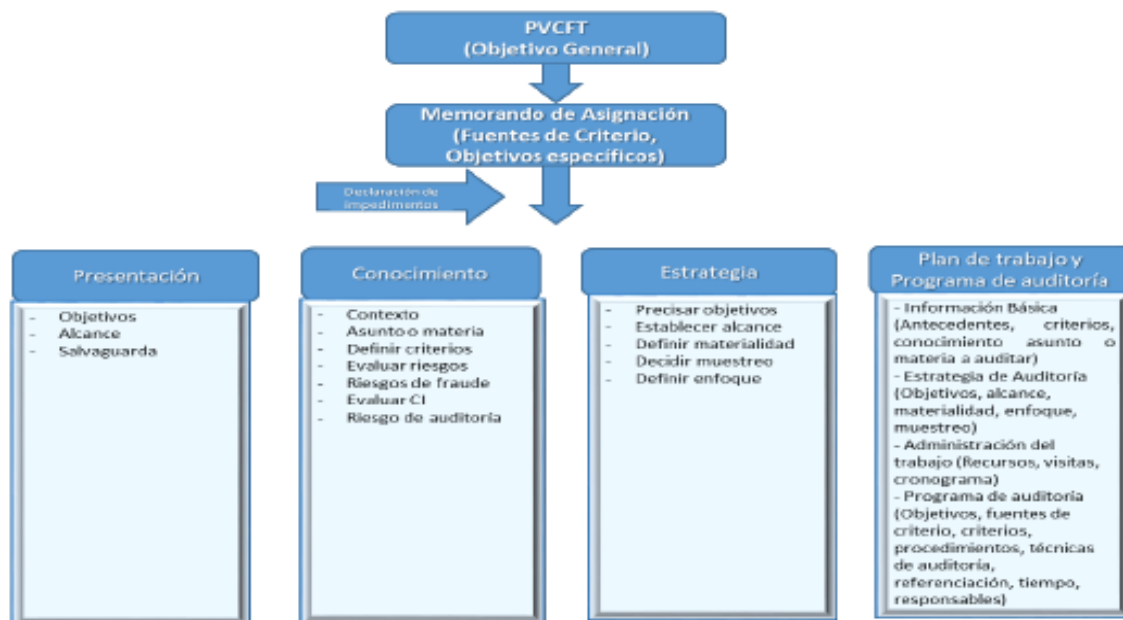 PVCFT
(Objetivo General)
Memorando de Asignación
(Fuentes de Criterio,
Objetivos específicos)
Declaración de
impedimentos
Presentación
- Objetivos
- Alcance
- Salvaguarda
Conocimiento
- Contexto
- Asunto o materia
- Definir criterios
- Evaluar riesgos
- Riesgos de fraude
- Evaluar CI
- Riesgo de auditoría
Estrategia
- Precisar objetivos
- Establecer alcance
- Definir materialidad
- Decidir muestreo
- Definir enfoque
Plan de trabajo y
Programa de auditoría
- Información Básica
(Antecedentes, criterios,
conocimiento asunto o
materia a auditar)
- Estrategia de Auditoría
(Objetivos, alcance,
materialidad, enfoque,
muestreo)
- Administración del
trabajo (Recursos, visitas,
cronograma)
- Programa de auditoría
(Objetivos, fuentes de
criterio, criterios,
procedimientos, técnicas
de auditoría,
referenciación, tiempo,
responsables)